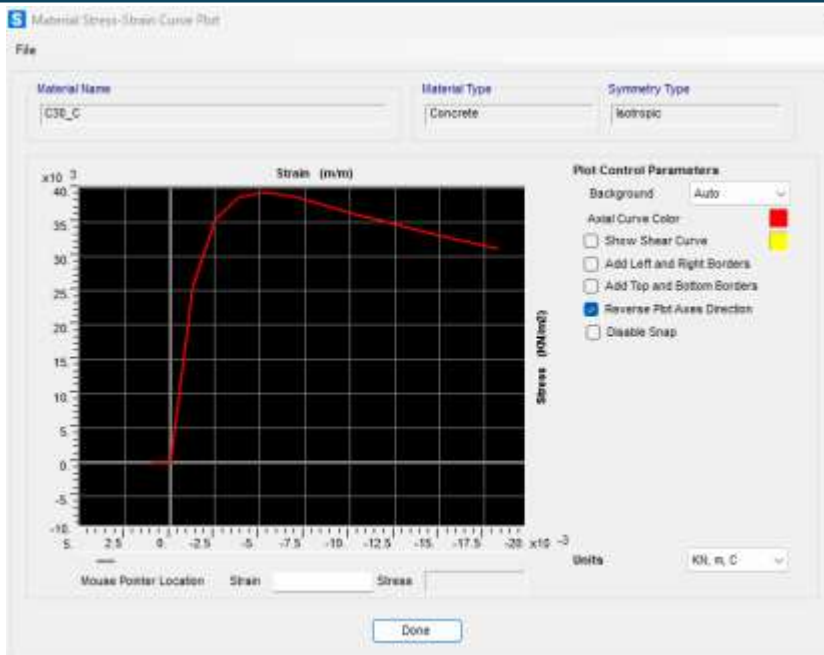 S Material Stress-Strain Curve Plot
File
Material Name
C30_C
Material Type
Concrete
Symmetry Type
Isotropic
x10 3
Strain (m/m)
40.
35.
30.
25.
20.
15.
10.
5.
0.
-5.
-10.
5. 2.5 0. -2.5 -5. -7.5 -10. -12.5 -15. -17.5 -20. x10 -3
Stress (KN/m2)
Plot Control Parameters
Background Auto
Axial Curve Color
Show Shear Curve
Add Left and Right Borders
Add Top and Bottom Borders
Reverse Plot Axes Direction
Disable Snap
Mouse Pointer Location Strain Stress
Units KN, m, C
Done